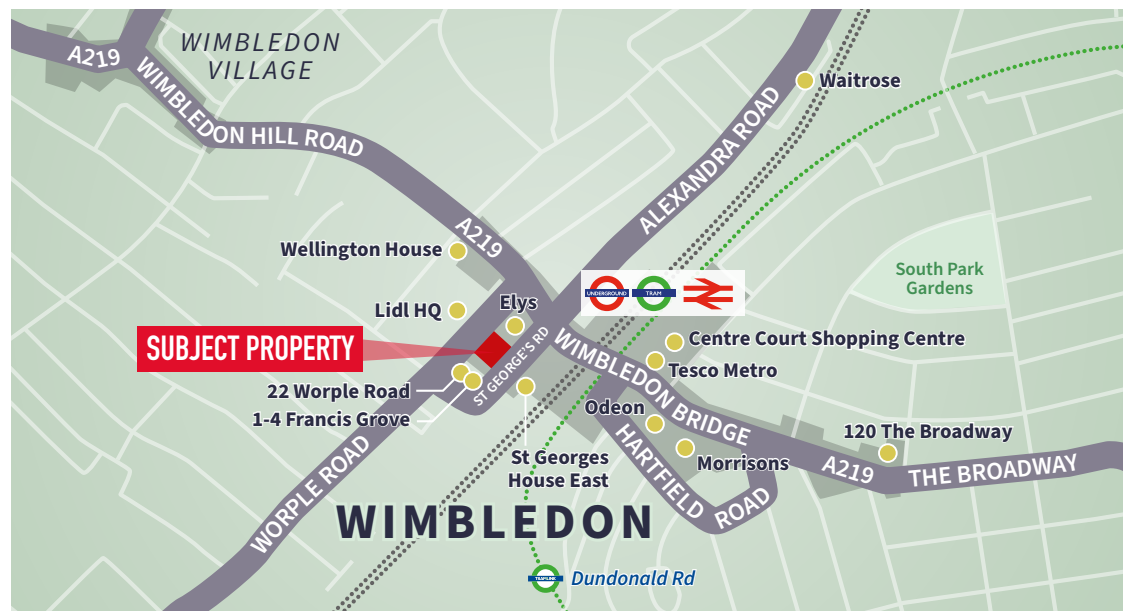 A219
WIMBLEDON
VILLAGE
WIMBLEDON HILL ROAD
Waitrose
ALEXANDRA ROAD
A219
Wellington House
South Park
Gardens
UNDERGROUND
TRAM
Lidl HQ
Elys
SUBJECT PROPERTY
ST GEORGE'S RD
WIMBLEDON BRIDGE
Centre Court Shopping Centre
Tesco Metro
22 Worple Road
1-4 Francis Grove
Odeon
120 The Broadway
St Georges
House East
Morrisons
A219
THE BROADWAY
HARTFIELD
ROAD
WORPLE ROAD
WIMBLEDON
TRAMLINK
Dundonald Rd